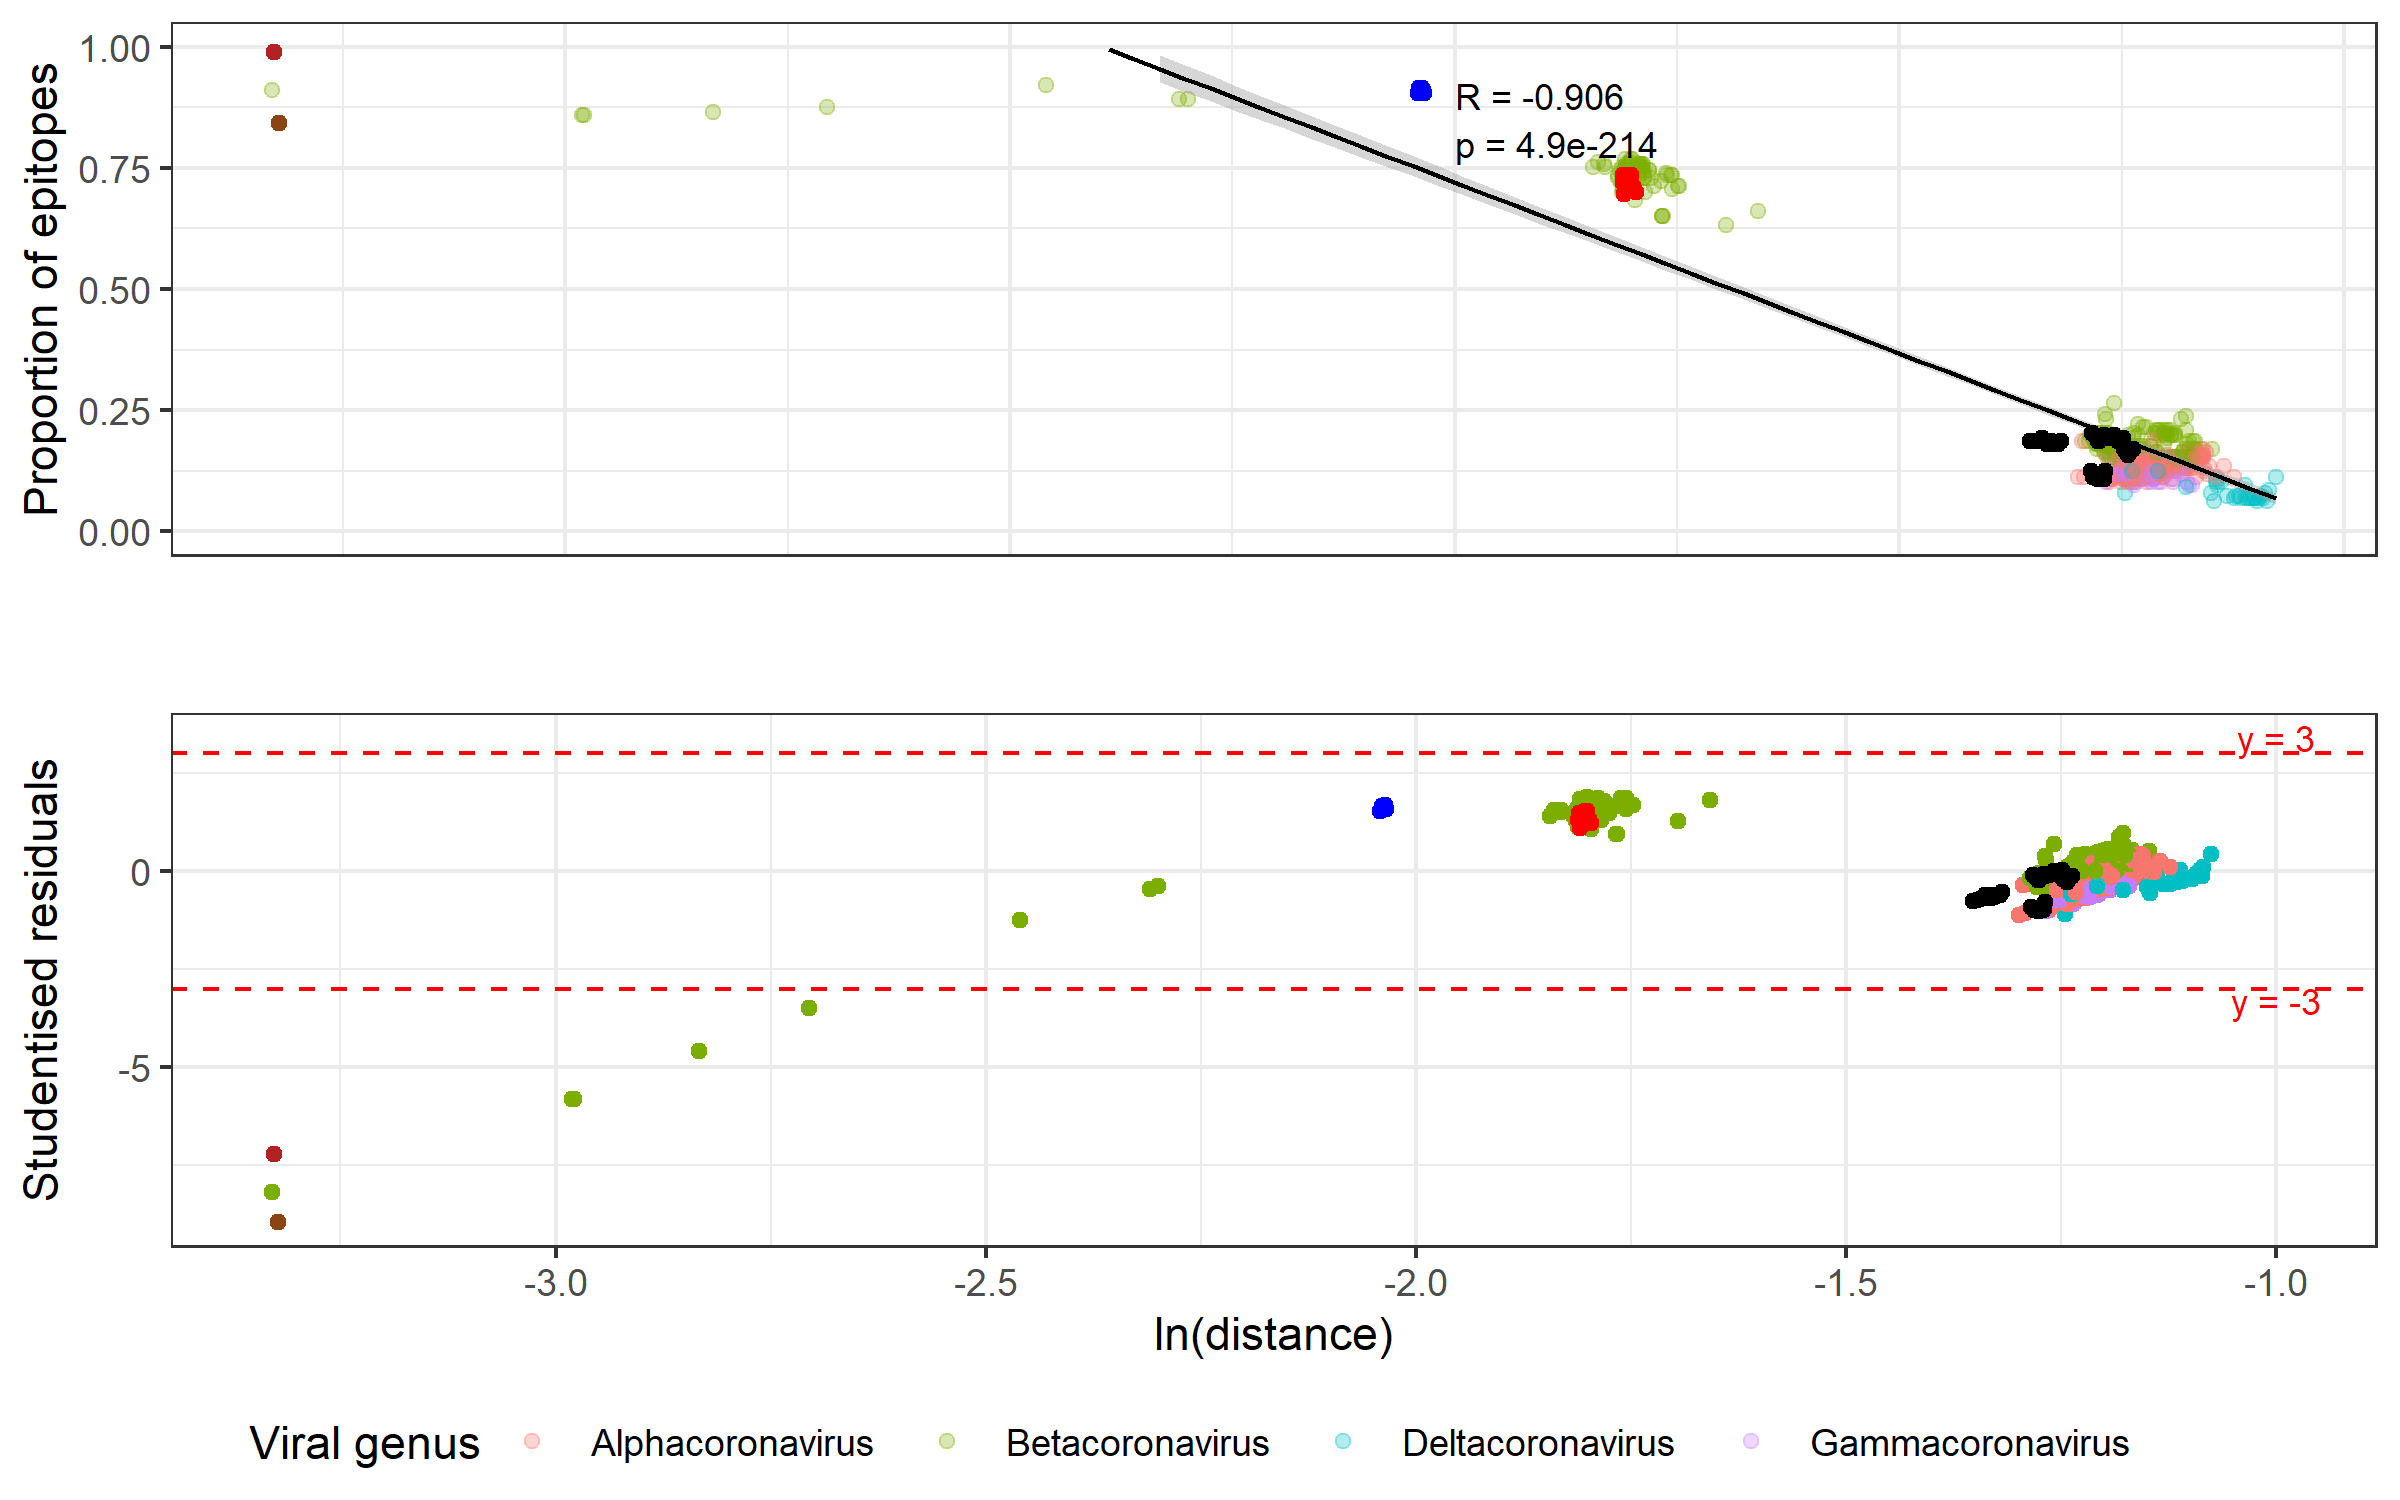 Proportion of epitopes
1.00
0.75
0.50
0.25
0.00
R = -0.906
p = 4.9e-214
Studentised residuals
0
-5
y = 3
y = -3
-3.0
-2.5
-2.0
-1.5
-1.0
ln(distance)
Viral genus
Alphacoronavirus
Betacoronavirus
Deltacoronavirus
Gammacoronavirus